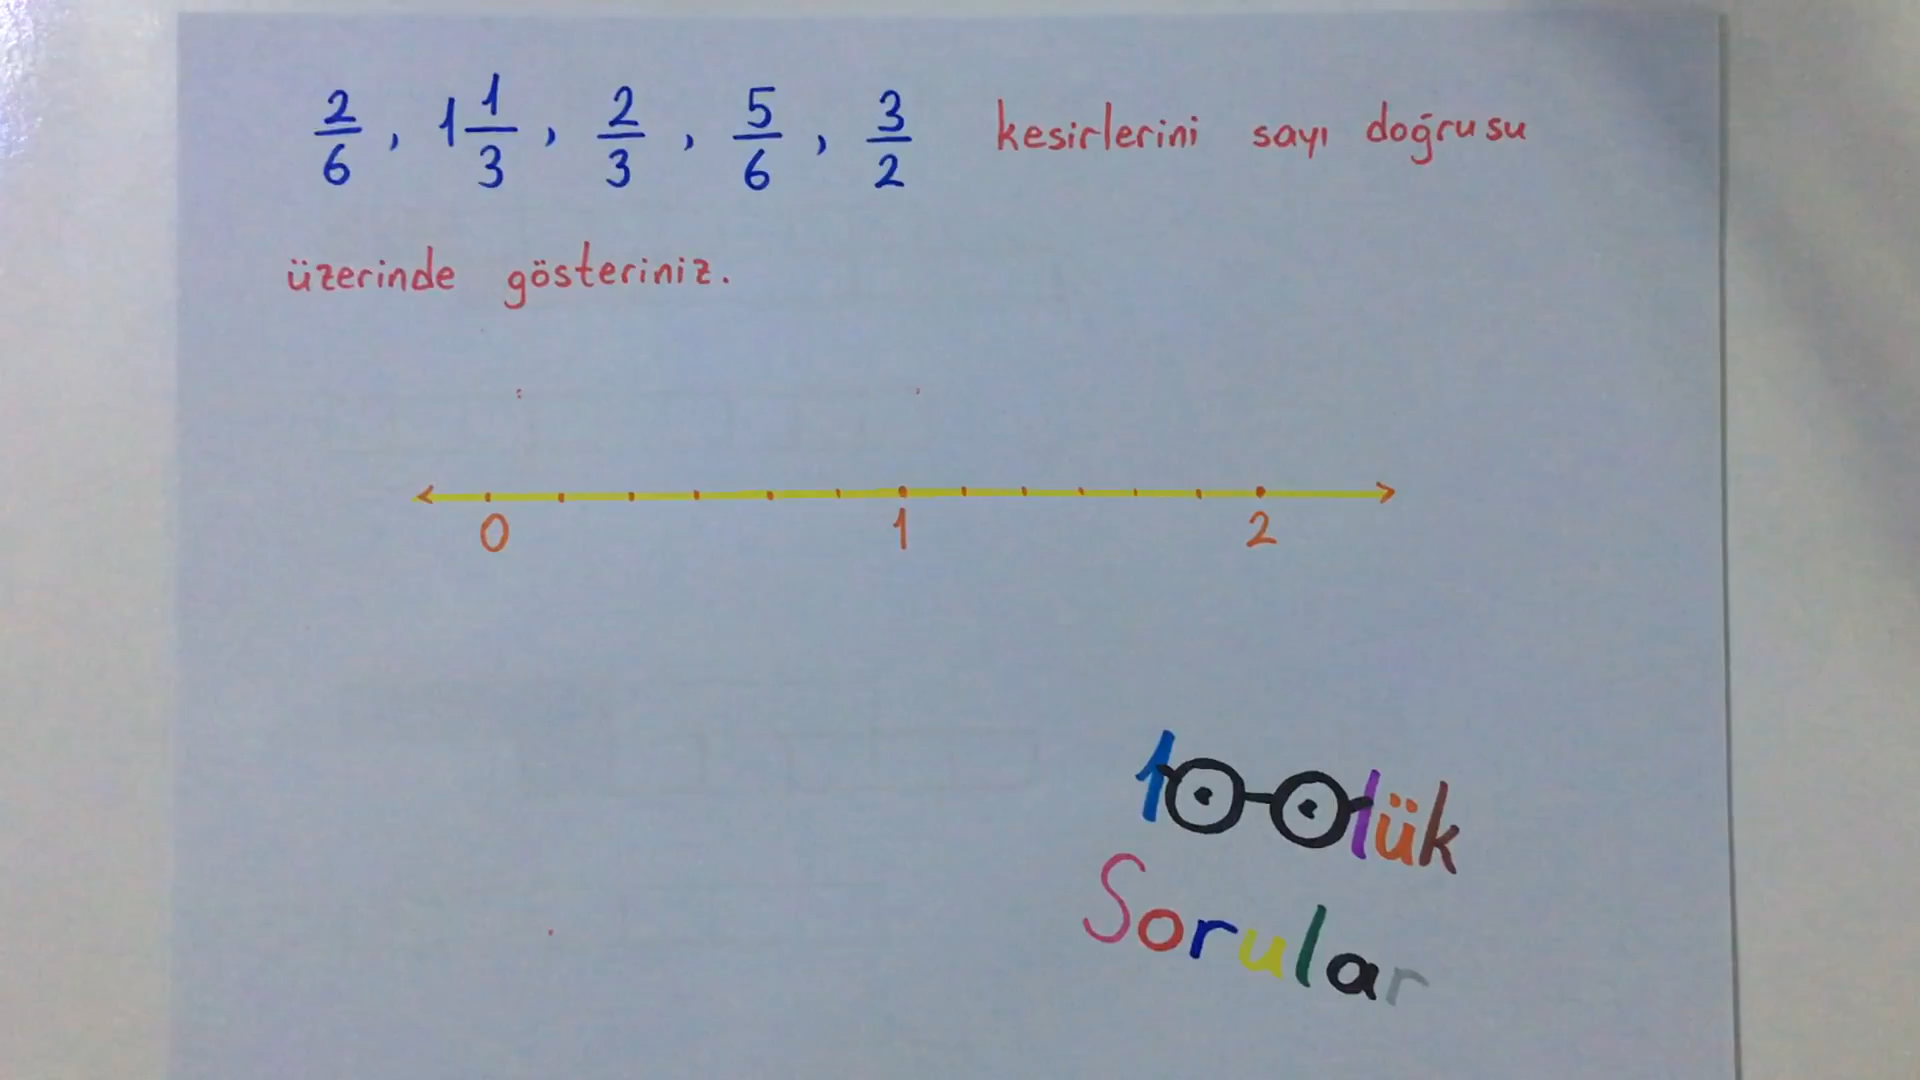 2/6, 1 1/3, 2/3, 5/6, 3/2 kesirlerini sayı doğrusu
üzerinde gösteriniz.
0 1 2
100lük
Sorular